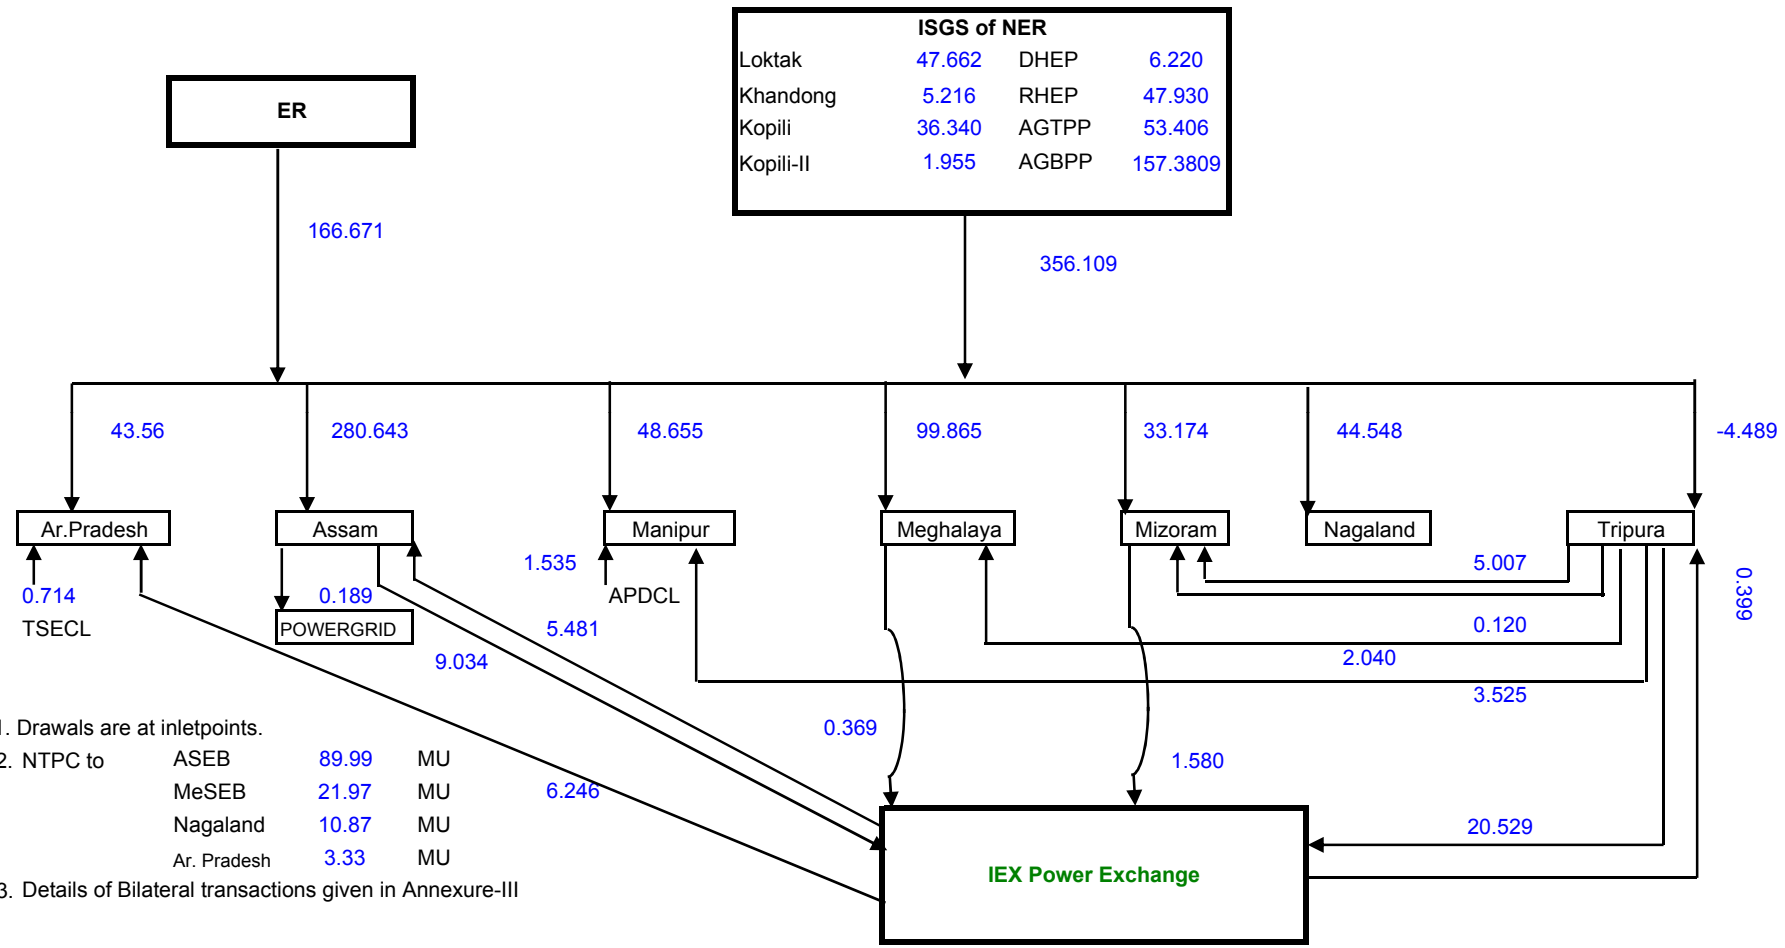 ISGS of NER
Loktak 47.662 DHEP 6.220
Khandong 5.216 RHEP 47.930
Kopili 36.340 AGTPP 53.406
Kopili-II 1.955 AGBPP 157.3809
ER
166.671
356.109
43.56 280.643 48.655 99.865 33.174 44.548 -4.489
Ar.Pradesh Assam Manipur Meghalaya Mizoram Nagaland Tripura
1.535 5.007
0.714 0.189 APDCL 0.399
TSECL POWERGRID 5.481 0.120
9.034 2.040
3.525
1. Drawals are at inletpoints. 0.369
2. NTPC to ASEB 89.99 MU 1.580
MeSEB 21.97 MU 6.246
Nagaland 10.87 MU 20.529
Ar. Pradesh 3.33 MU
IEX Power Exchange
3. Details of Bilateral transactions given in Annexure-III